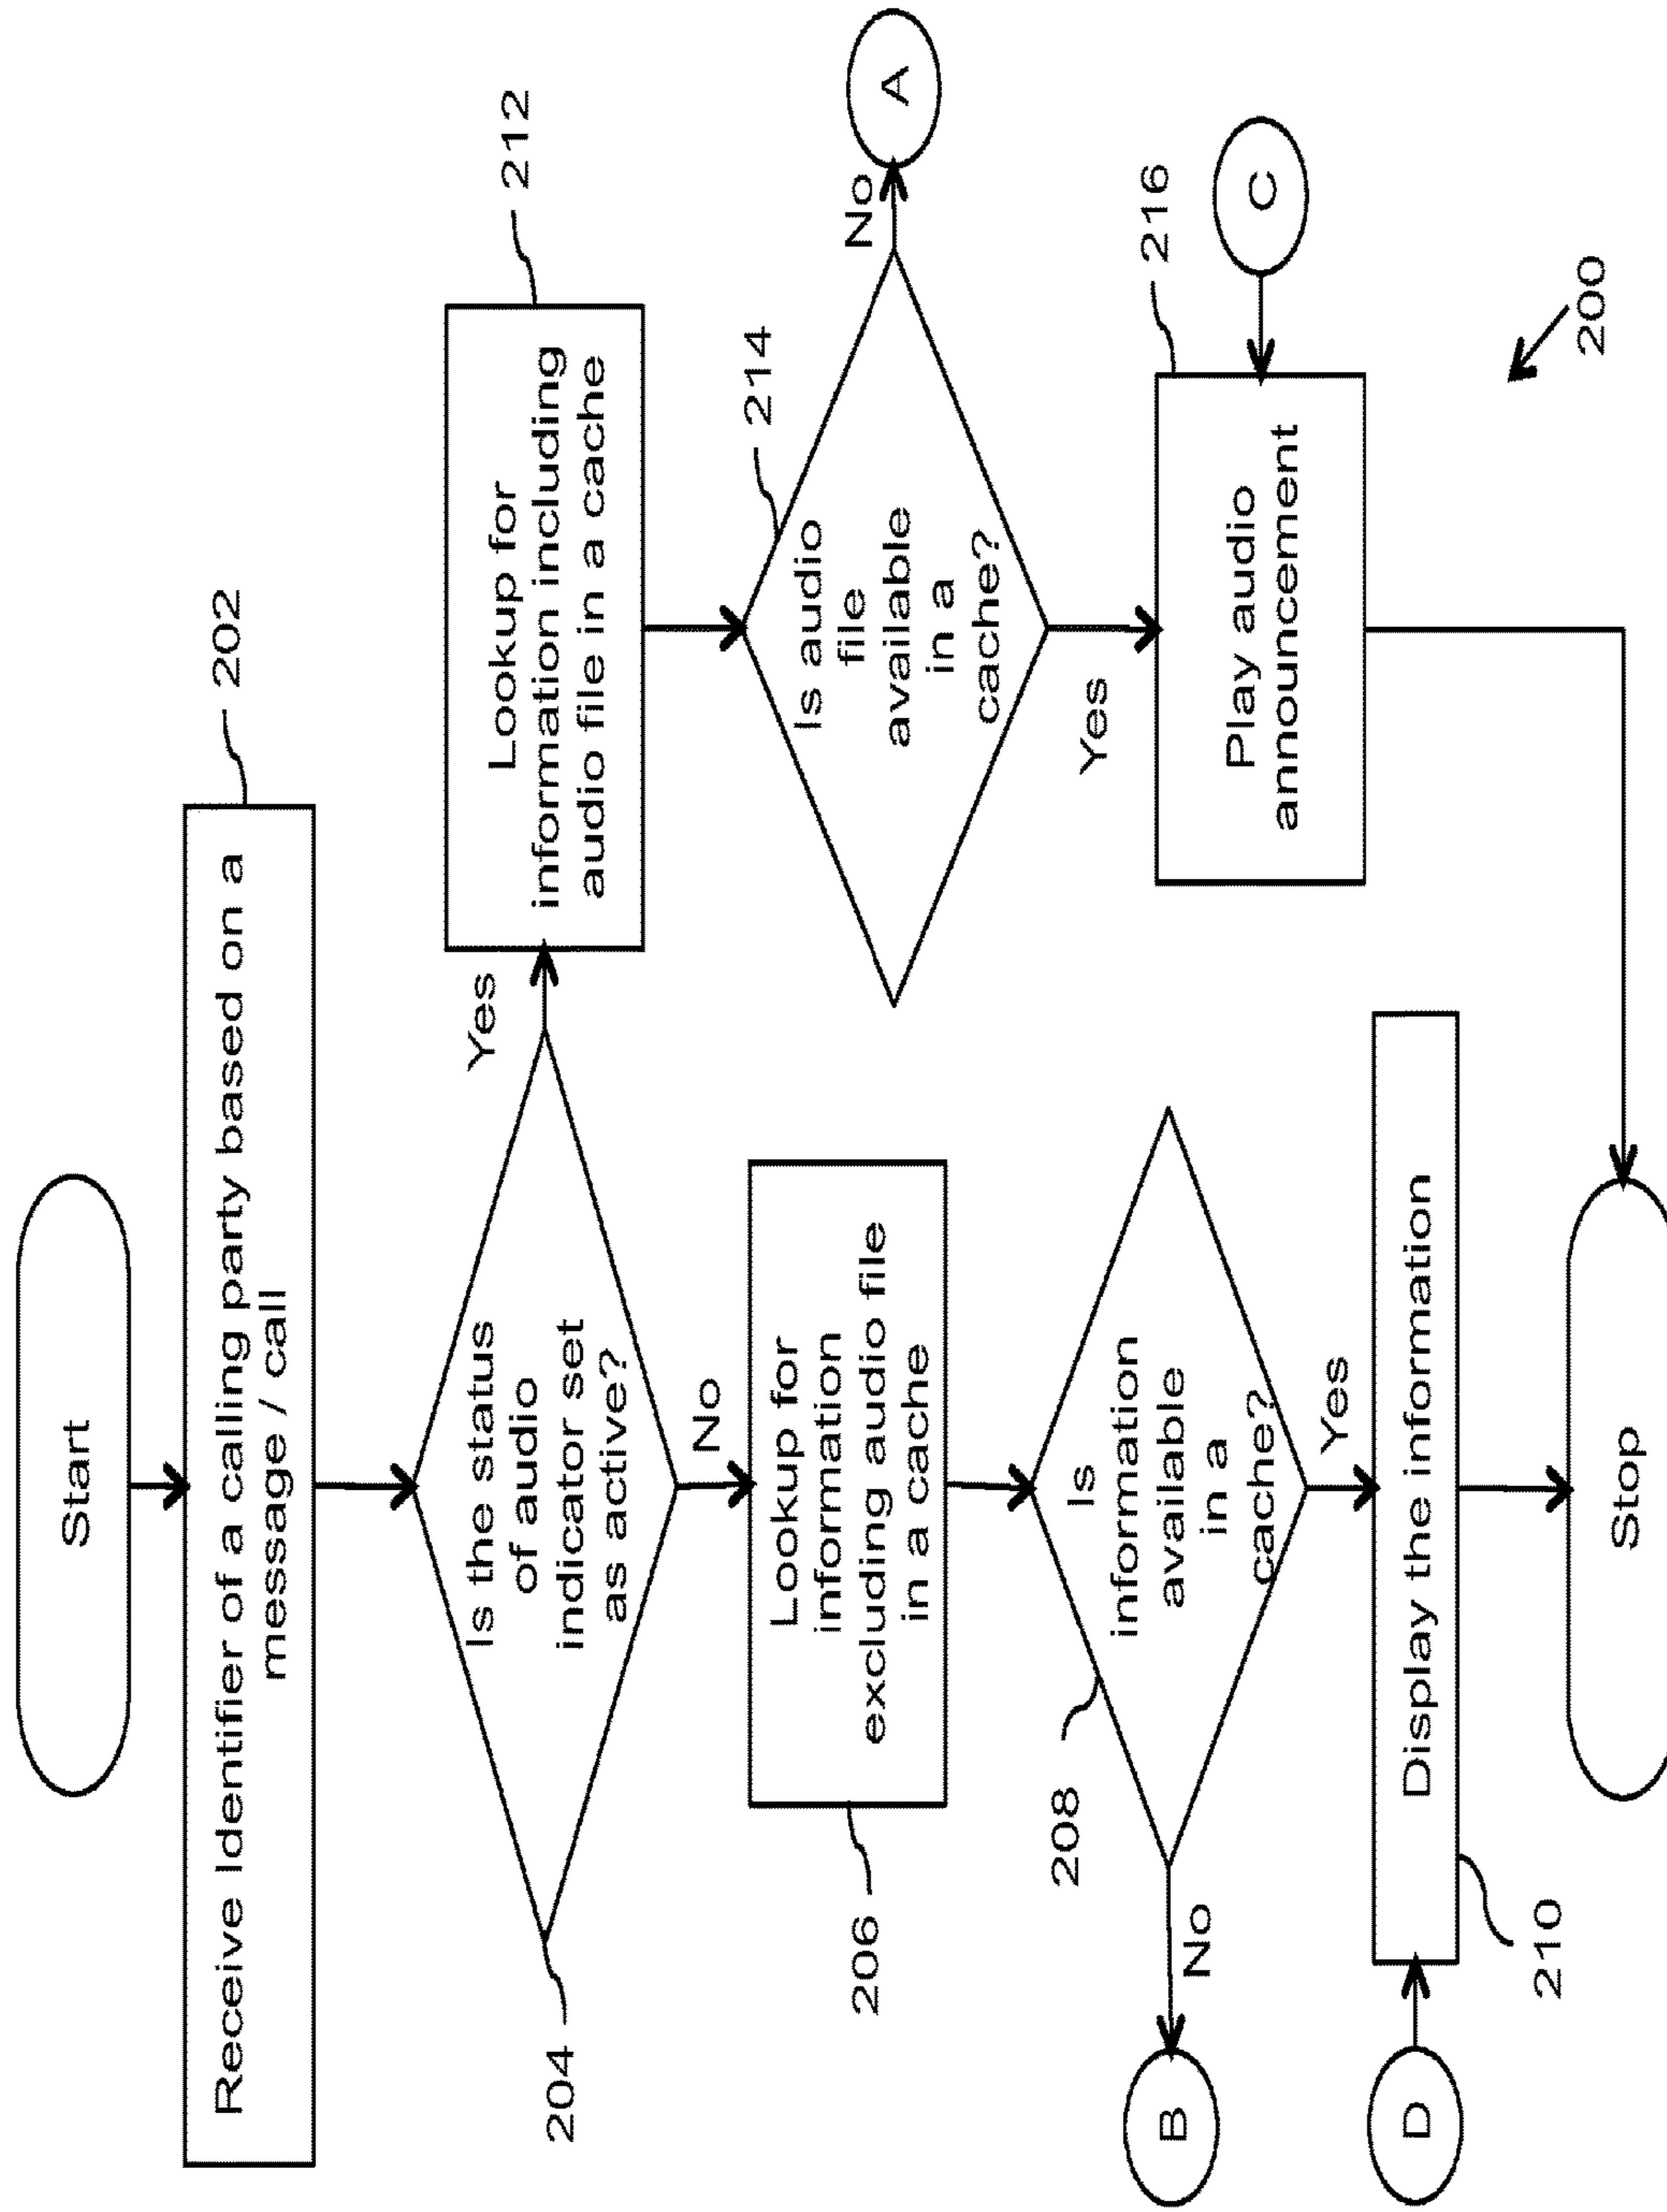 Start
Receive Identifier of a calling party based on a
message / call
202
Is the status
of audio
indicator set
as active?
204
Yes
Lookup for
information including
audio file in a cache
212
No
Lookup for
information
excluding audio file
in a cache
206
Is audio
file
available
in a
cache?
214
No
A
Is
information
available
in a
cache?
208
No
B
Yes
Play audio
announcement
216
C
Yes
Display the information
210
D
Stop
200